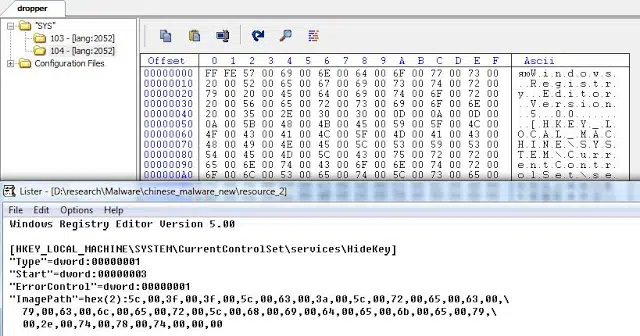 dropper
"SYS"
103 - [lang:2052]
104 - [lang:2052]
Configuration Files
Offset 0 1 2 3 4 5 6 7 8 9 A B C D E F Ascii
00000000 FF FE 57 00 69 00 6E 00 64 00 6F 00 77 00 73 00 яюW.i.n.d.o.w.s.
00000010 20 00 52 00 65 00 67 00 69 00 73 00 74 00 72 00 .R.e.g.i.s.t.r.
00000020 79 00 20 00 45 00 64 00 69 00 74 00 6F 00 72 00 y...E.d.i.t.o.r.
00000030 20 00 56 00 65 00 72 00 73 00 69 00 6F 00 6E 00 .V.e.r.s.i.o.n.
00000040 20 00 35 00 2E 00 30 00 30 00 0D 00 0A 00 0D 00 .5...0.0.......
00000050 0A 00 5B 00 48 00 4B 00 45 00 59 00 5F 00 4C 00 ..[.H.K.E.Y._.L.
00000060 4F 00 43 00 41 00 4C 00 5F 00 4D 00 41 00 43 00 O.C.A.L._.M.A.C.
00000070 48 00 49 00 4E 00 45 00 5C 00 53 00 59 00 53 00 H.I.N.E.\.S.Y.S.
00000080 54 00 45 00 4D 00 5C 00 43 00 75 00 72 00 72 00 T.E.M.\.C.u.r.r.
00000090 65 00 6E 00 74 00 43 00 6F 00 6E 00 74 00 72 00 e.n.t.C.o.n.t.r.
000000A0 6F 00 6C 00 53 00 65 00 74 00 5C 00 73 00 65 00 o.l.S.e.t.\.s.e.
Lister - [D:\research\Malware\chinese_malware_new\resource_2]
File Edit Options Help
Windows Registry Editor Version 5.00
[HKEY_LOCAL_MACHINE\SYSTEM\CurrentControlSet\services\HideKey]
"Type"=dword:00000001
"Start"=dword:00000003
"ErrorControl"=dword:00000001
"ImagePath"=hex(2):5c,00,3f,00,3f,00,5c,00,63,00,3a,00,5c,00,72,00,65,00,63,00,\
79,00,63,00,6c,00,65,00,72,00,5c,00,68,00,69,00,64,00,65,00,6b,00,65,00,79,\
00,2e,00,74,00,78,00,74,00,00,00